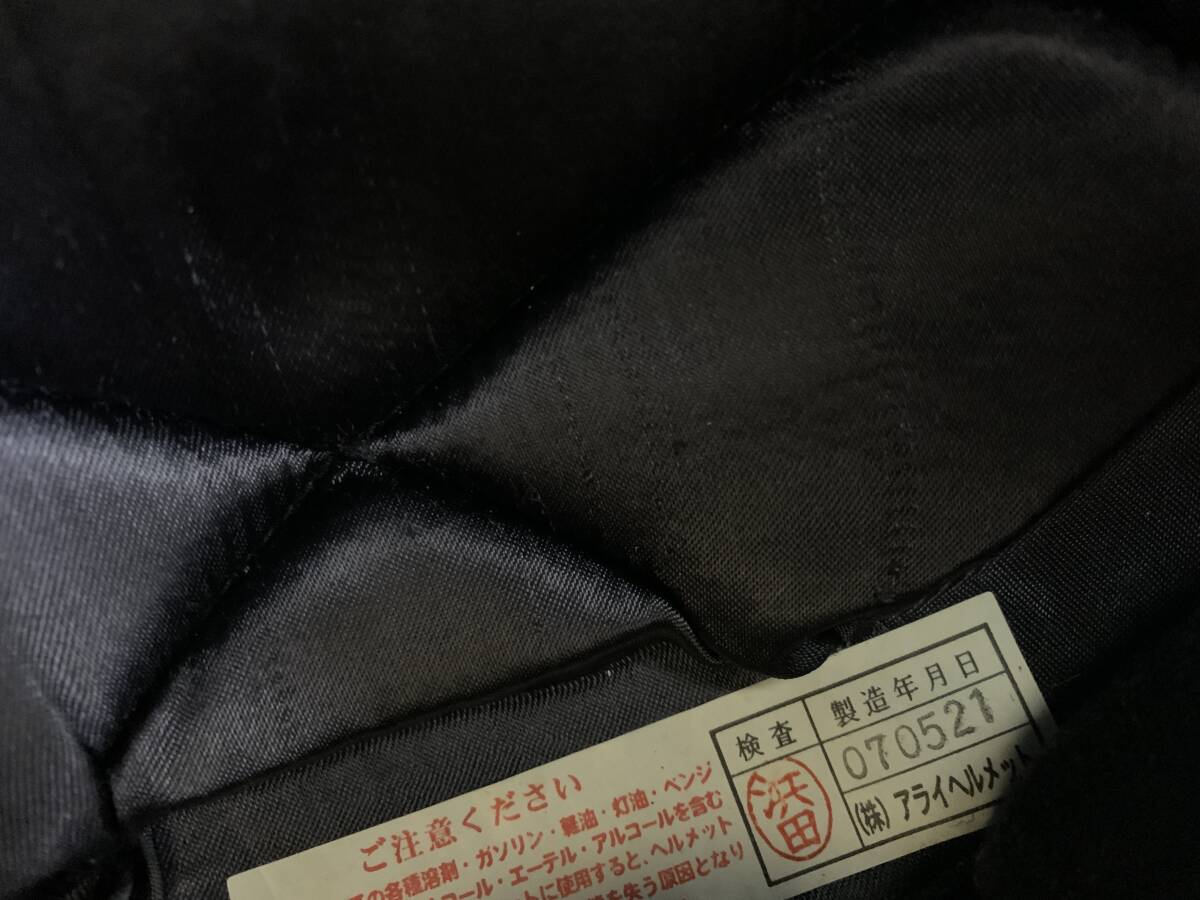 検査 製造年月日
浜田 070521
(株)アライヘルメット
ご注意ください
の各種溶剤・ガソリン・軽油・灯油・ベンジ
コール・エーテル・アルコールを含む
トに使用すると、ヘルメット
を失う原因となり